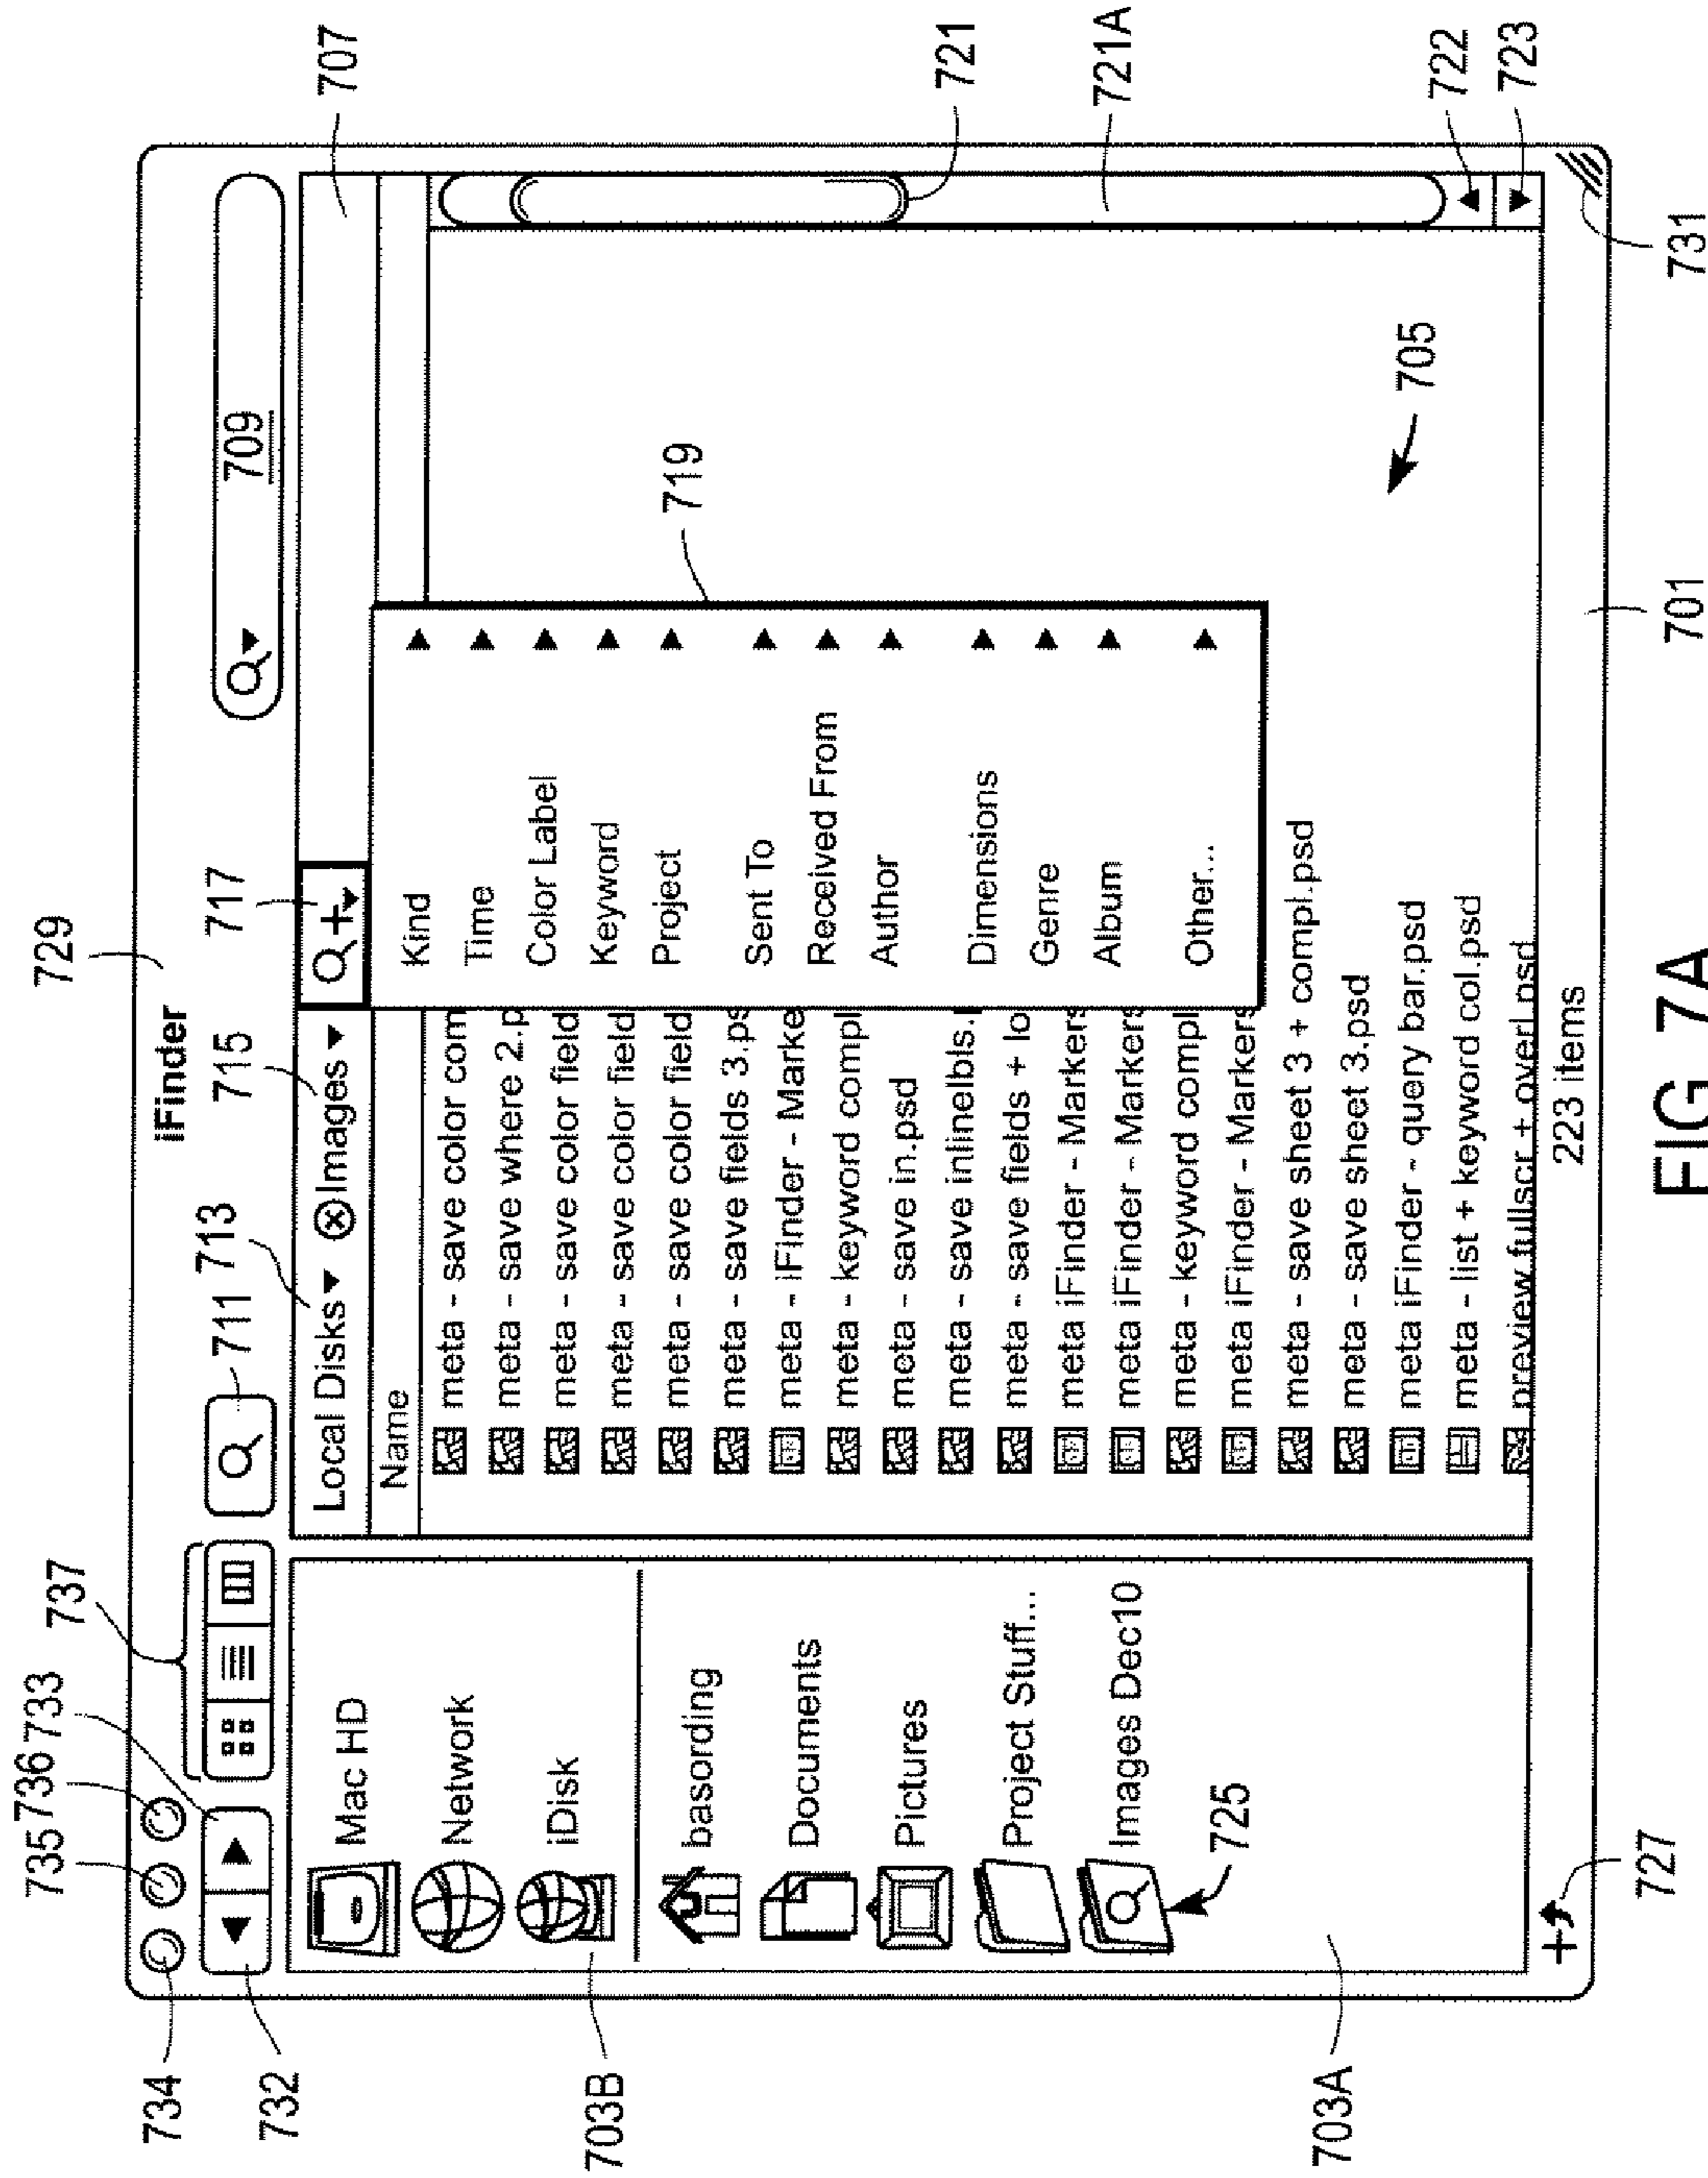 729
iFinder
734
735
736
733
737
732
711
713
715
717
709
707
Local Disks
Images
Name
Mac HD
Network
iDisk
basording
Documents
Pictures
Project Stuff...
Images Dec10
703B
725
703A
meta - save color com
meta - save where 2.p
meta - save color field
meta - save color field
meta - save color field
meta - save fields 3.ps
meta - iFinder - Marke
meta - keyword compl
meta - save in.psd
meta - save inlinelbls.
meta - save fields + lo
meta iFinder - Markers
meta iFinder - Markers
meta - keyword compl
meta iFinder - Markers
meta - save sheet 3 + compl.psd
meta - save sheet 3.psd
meta iFinder - query bar.psd
meta - list + keyword col.psd
preview fullscr + overl.psd
Kind
Time
Color Label
Keyword
Project
Sent To
Received From
Author
Dimensions
Genre
Album
Other...
719
705
721
721A
722
723
223 items
727
701
731
FIG 7A